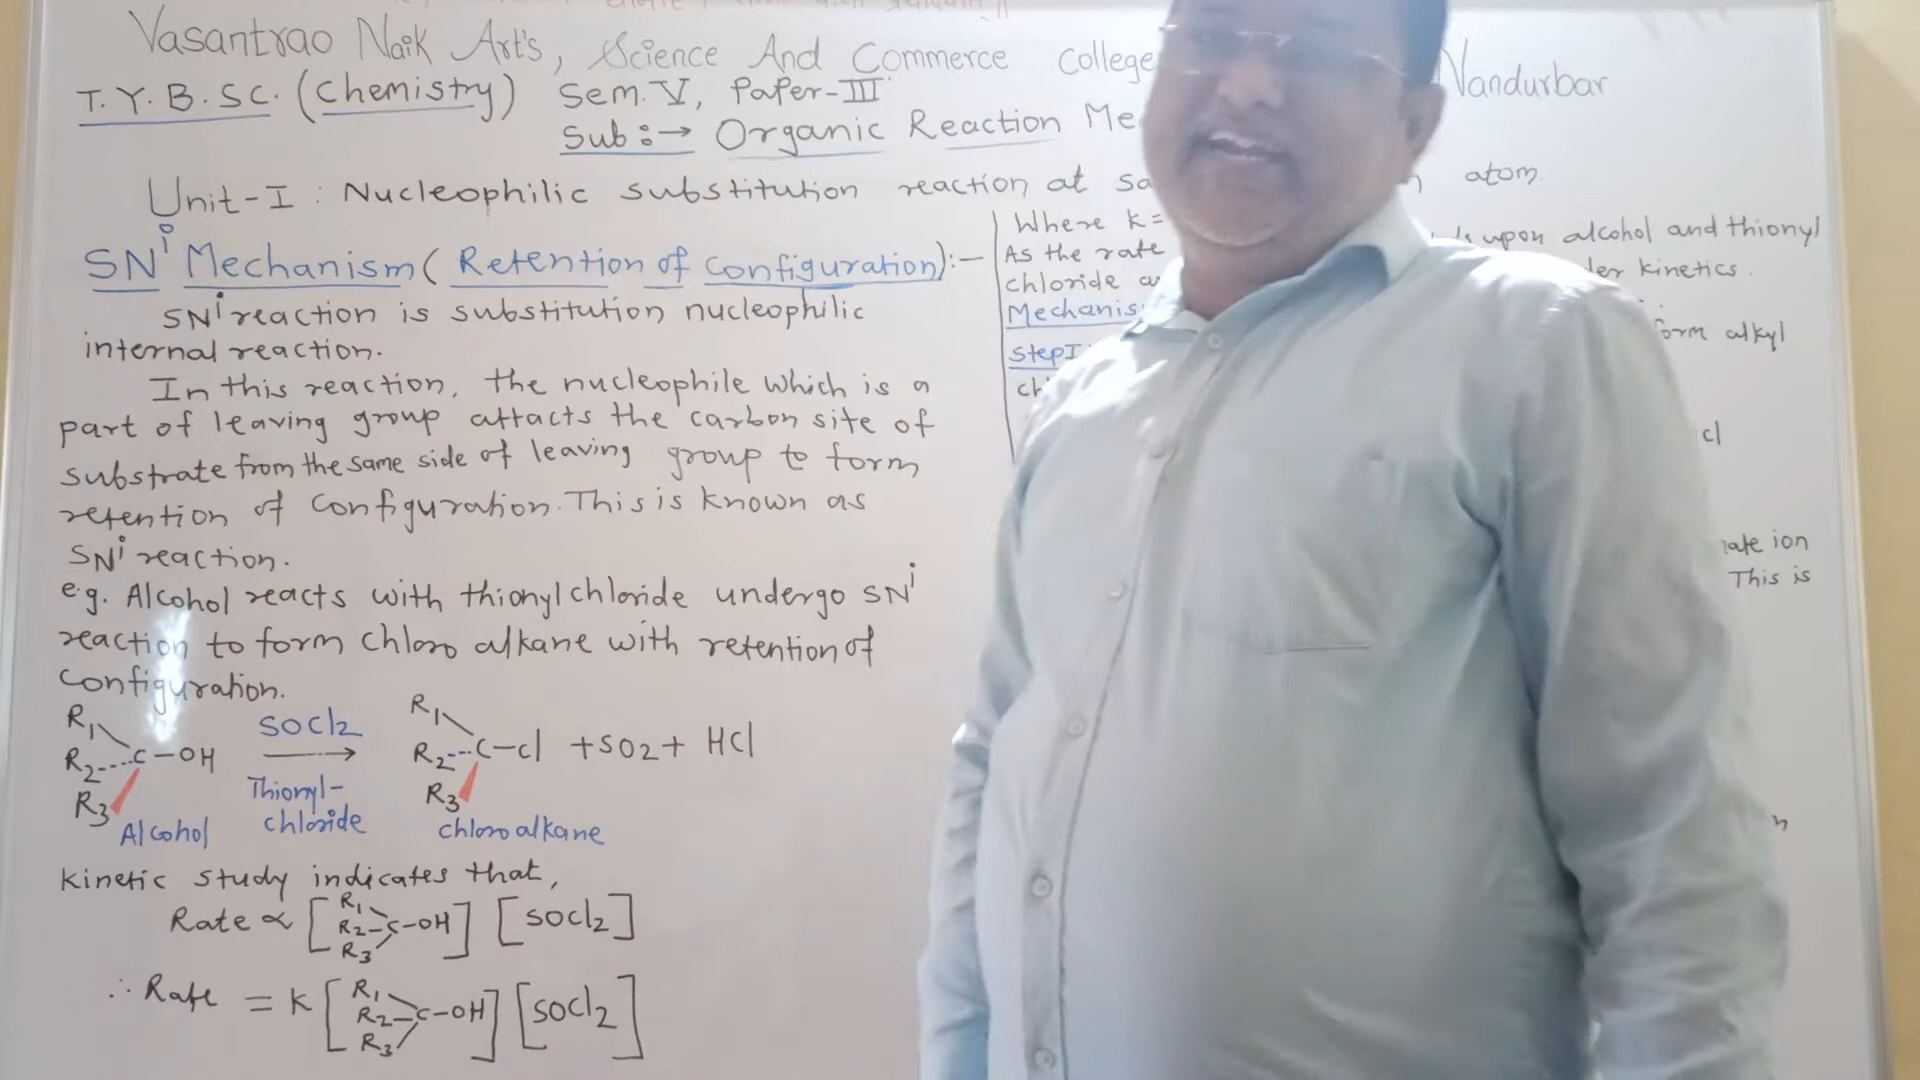 Vasantrao Naik Art's, Science And Commerce College Nandurbar
T.Y.B.SC. (Chemistry) Sem. V, Paper-III
Sub :→ Organic Reaction Me
Unit-I : Nucleophilic substitution reaction at sa atom.
SNⁱ Mechanism (Retention of configuration):-
SNⁱ reaction is substitution nucleophilic
internal reaction.
In this reaction, the nucleophile which is a
part of leaving group attacts the carbon site of
substrate from the same side of leaving group to form
retention of configuration. This is known as
SNⁱ reaction.
e.g. Alcohol reacts with thionyl chloride undergo SNⁱ
reaction to form chloro alkane with retention of
configuration.
R1
R2 C-OH
R3
Alcohol
SOCl2
Thionyl-
chloride
R1
R2 C-Cl + SO2 + HCl
R3
chloro alkane
Kinetic study indicates that,
Rate ∝ [R1 R2-C-OH R3] [SOCl2]
∴ Rate = K [R1 R2-C-OH R3] [SOCl2]
Where K=
As the rate upon alcohol and thionyl
chloride kinetics.
Mechanis
Step I form alkyl
ch
cl
ion
This is